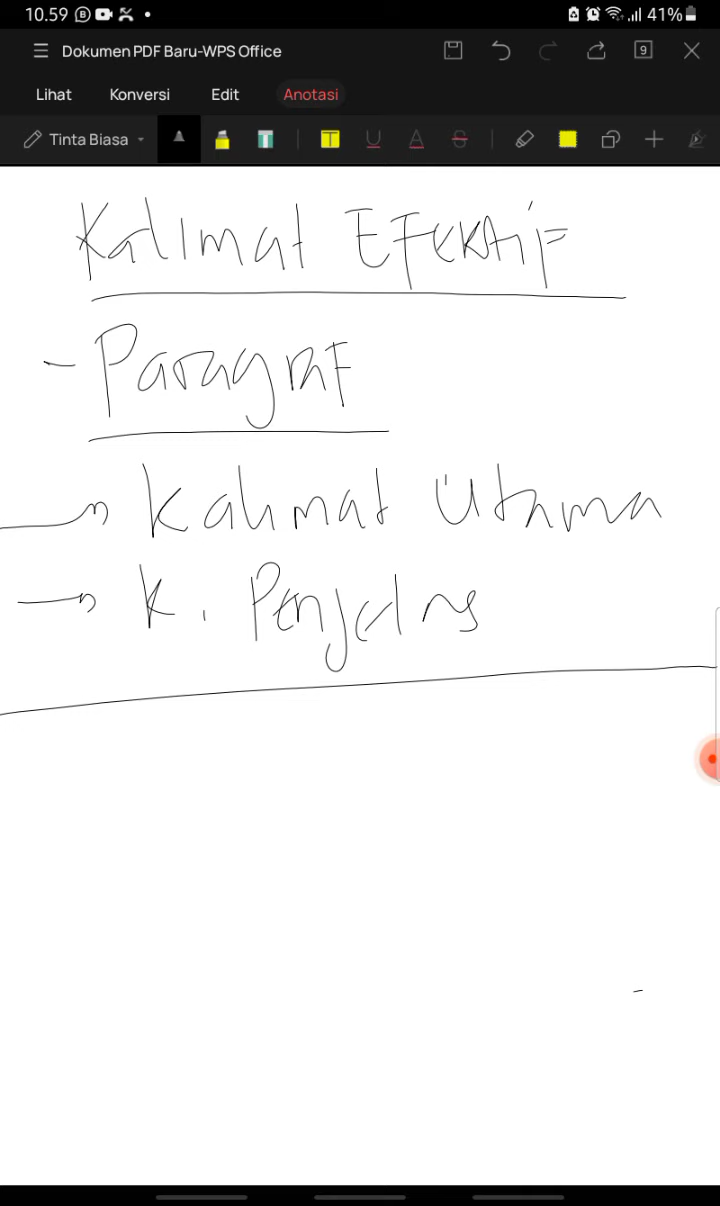 10.59 41%
Dokumen PDF Baru-WPS Office 9
Lihat Konversi Edit Anotasi
Tinta Biasa T U A S
Kalimat Efektif
- Paragraf
→ Kalimat Utama
→ K. Penjelas